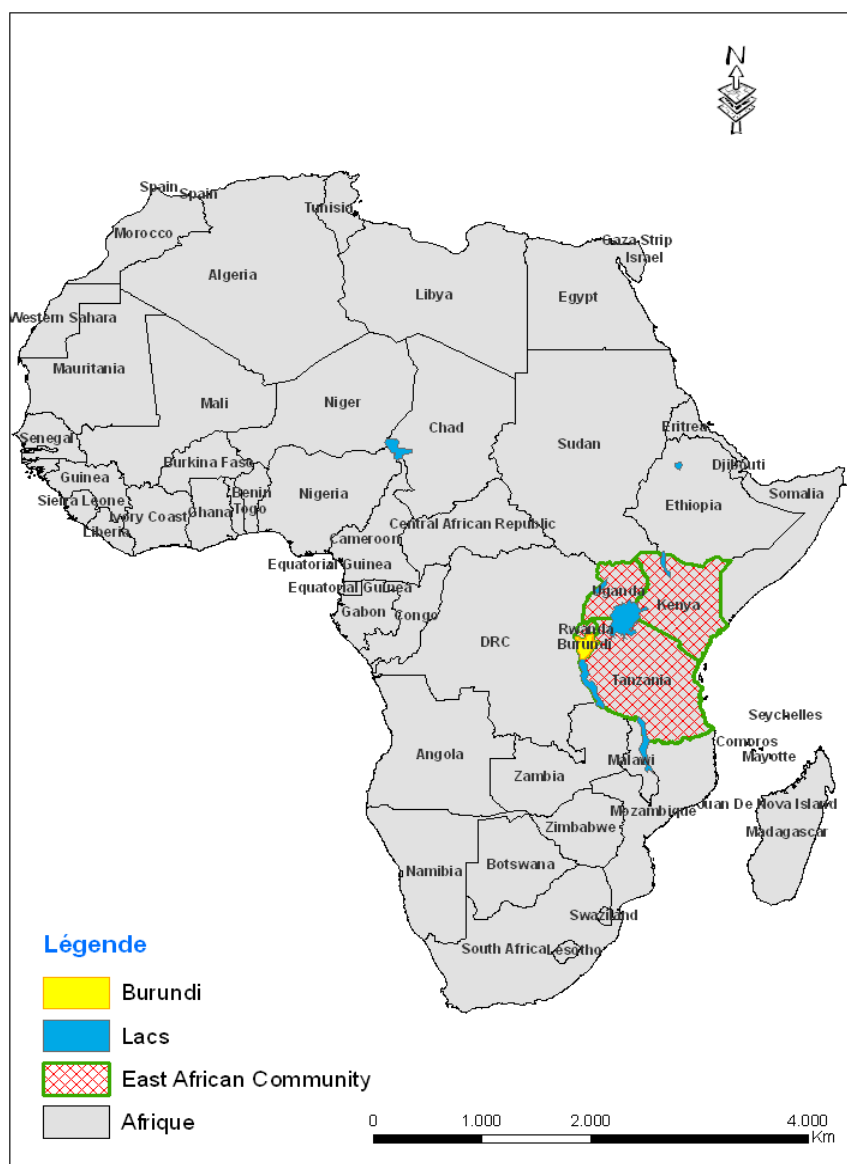 N
Spain
Spain
Tunisia
Morocco
Gaza Strip
Israel
Algeria
Libya
Egypt
Western Sahara
Mauritania
Mali
Niger
Chad
Sudan
Eritrea
Senegal
Burkina Faso
Djibouti
Guinea
Benin
Nigeria
Ethiopia
Somalia
Sierra Leone
Ivory Coast
Ghana
Togo
Liberia
Central African Republic
Cameroon
Equatorial Guinea
Equatorial Guinea
Uganda
Kenya
Gabon
Congo
Rwanda
DRC
Burundi
Tanzania
Seychelles
Comoros
Mayotte
Angola
Malawi
Zambia
Mozambique
Juan De Nova Island
Zimbabwe
Madagascar
Namibia
Botswana
Swaziland
South Africa
Lesotho
Légende
Burundi
Lacs
East African Community
Afrique
0 1.000 2.000 4.000
Km